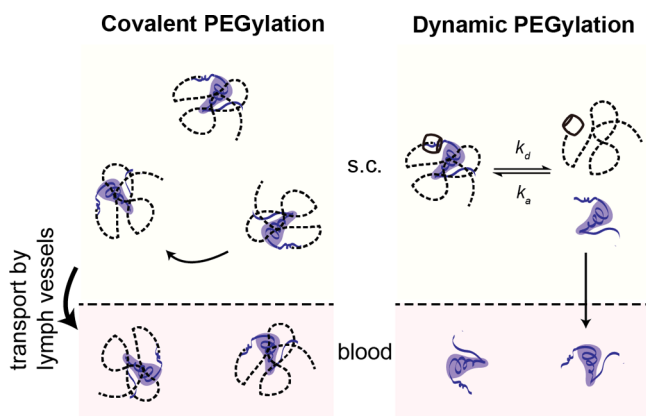 Covalent PEGylation
Dynamic PEGylation
s.c.
k_d
k_a
transport by
lymph vessels
blood